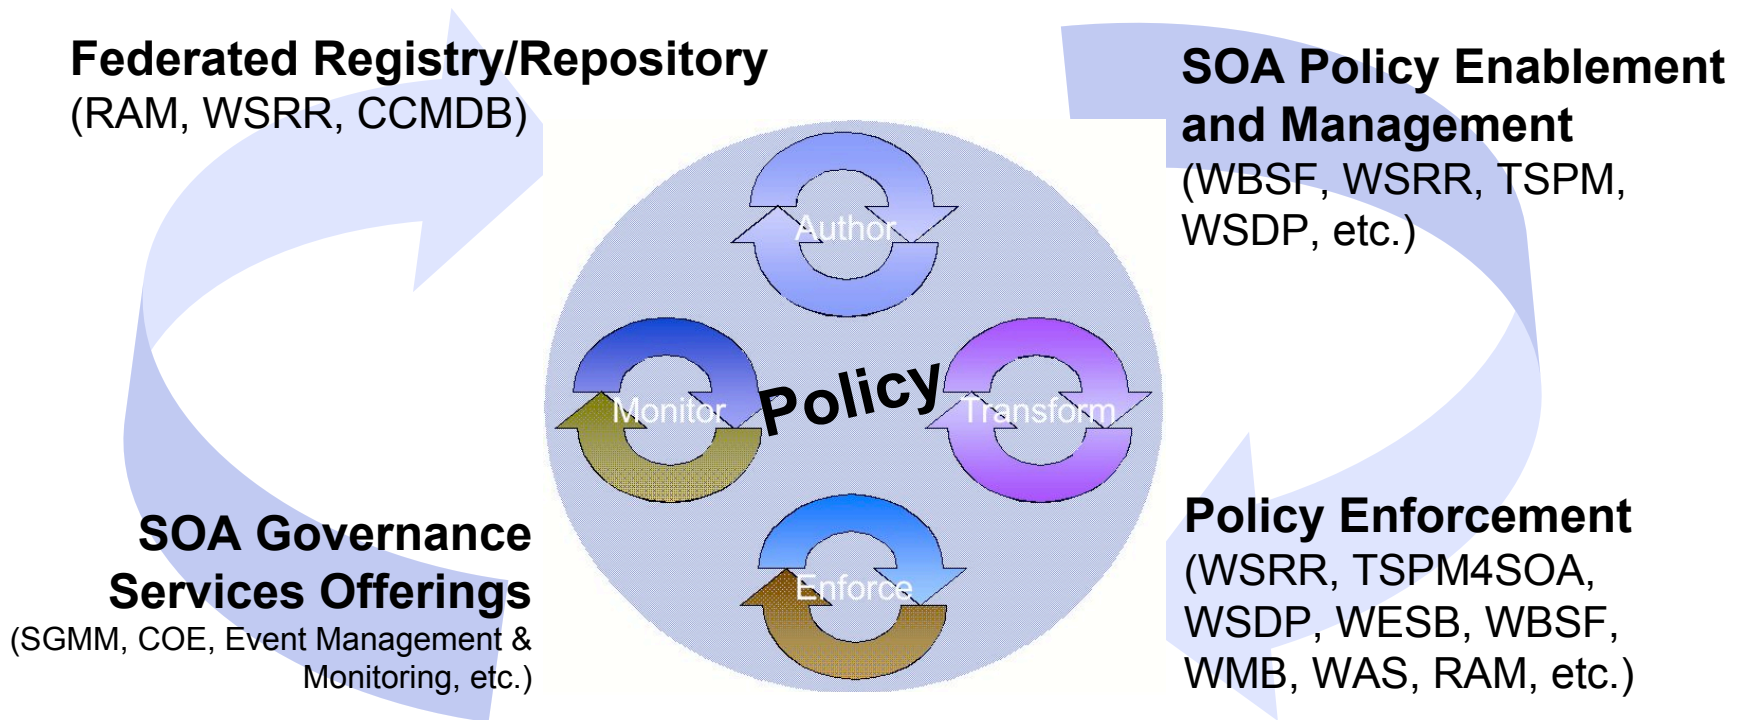 Federated Registry/Repository
(RAM, WSRR, CCMDB)
SOA Policy Enablement
and Management
(WBSF, WSRR, TSPM,
WSDP, etc.)
Author
Monitor
Policy
Transform
Enforce
SOA Governance
Services Offerings
(SGMM, COE, Event Management &
Monitoring, etc.)
Policy Enforcement
(WSRR, TSPM4SOA,
WSDP, WESB, WBSF,
WMB, WAS, RAM, etc.)